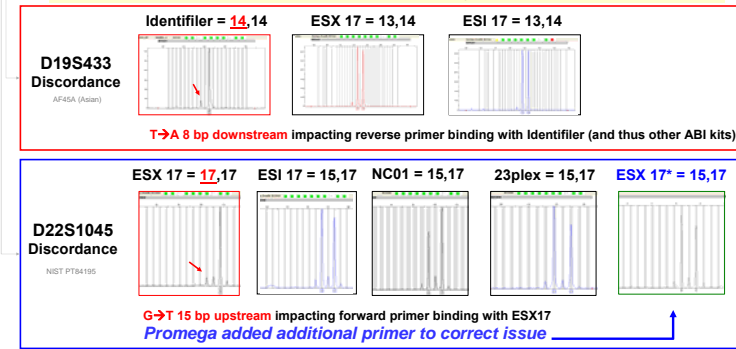 Identifiler = 14,14 ESX 17 = 13,14 ESI 17 = 13,14
D19S433
Discordance
AF45A (Asian)
T→A 8 bp downstream impacting reverse primer binding with Identifiler (and thus other ABI kits)
ESX 17 = 17,17 ESI 17 = 15,17 NC01 = 15,17 23plex = 15,17 ESX 17* = 15,17
D22S1045
Discordance
NIST PT84195
G→T 15 bp upstream impacting forward primer binding with ESX17
Promega added additional primer to correct issue